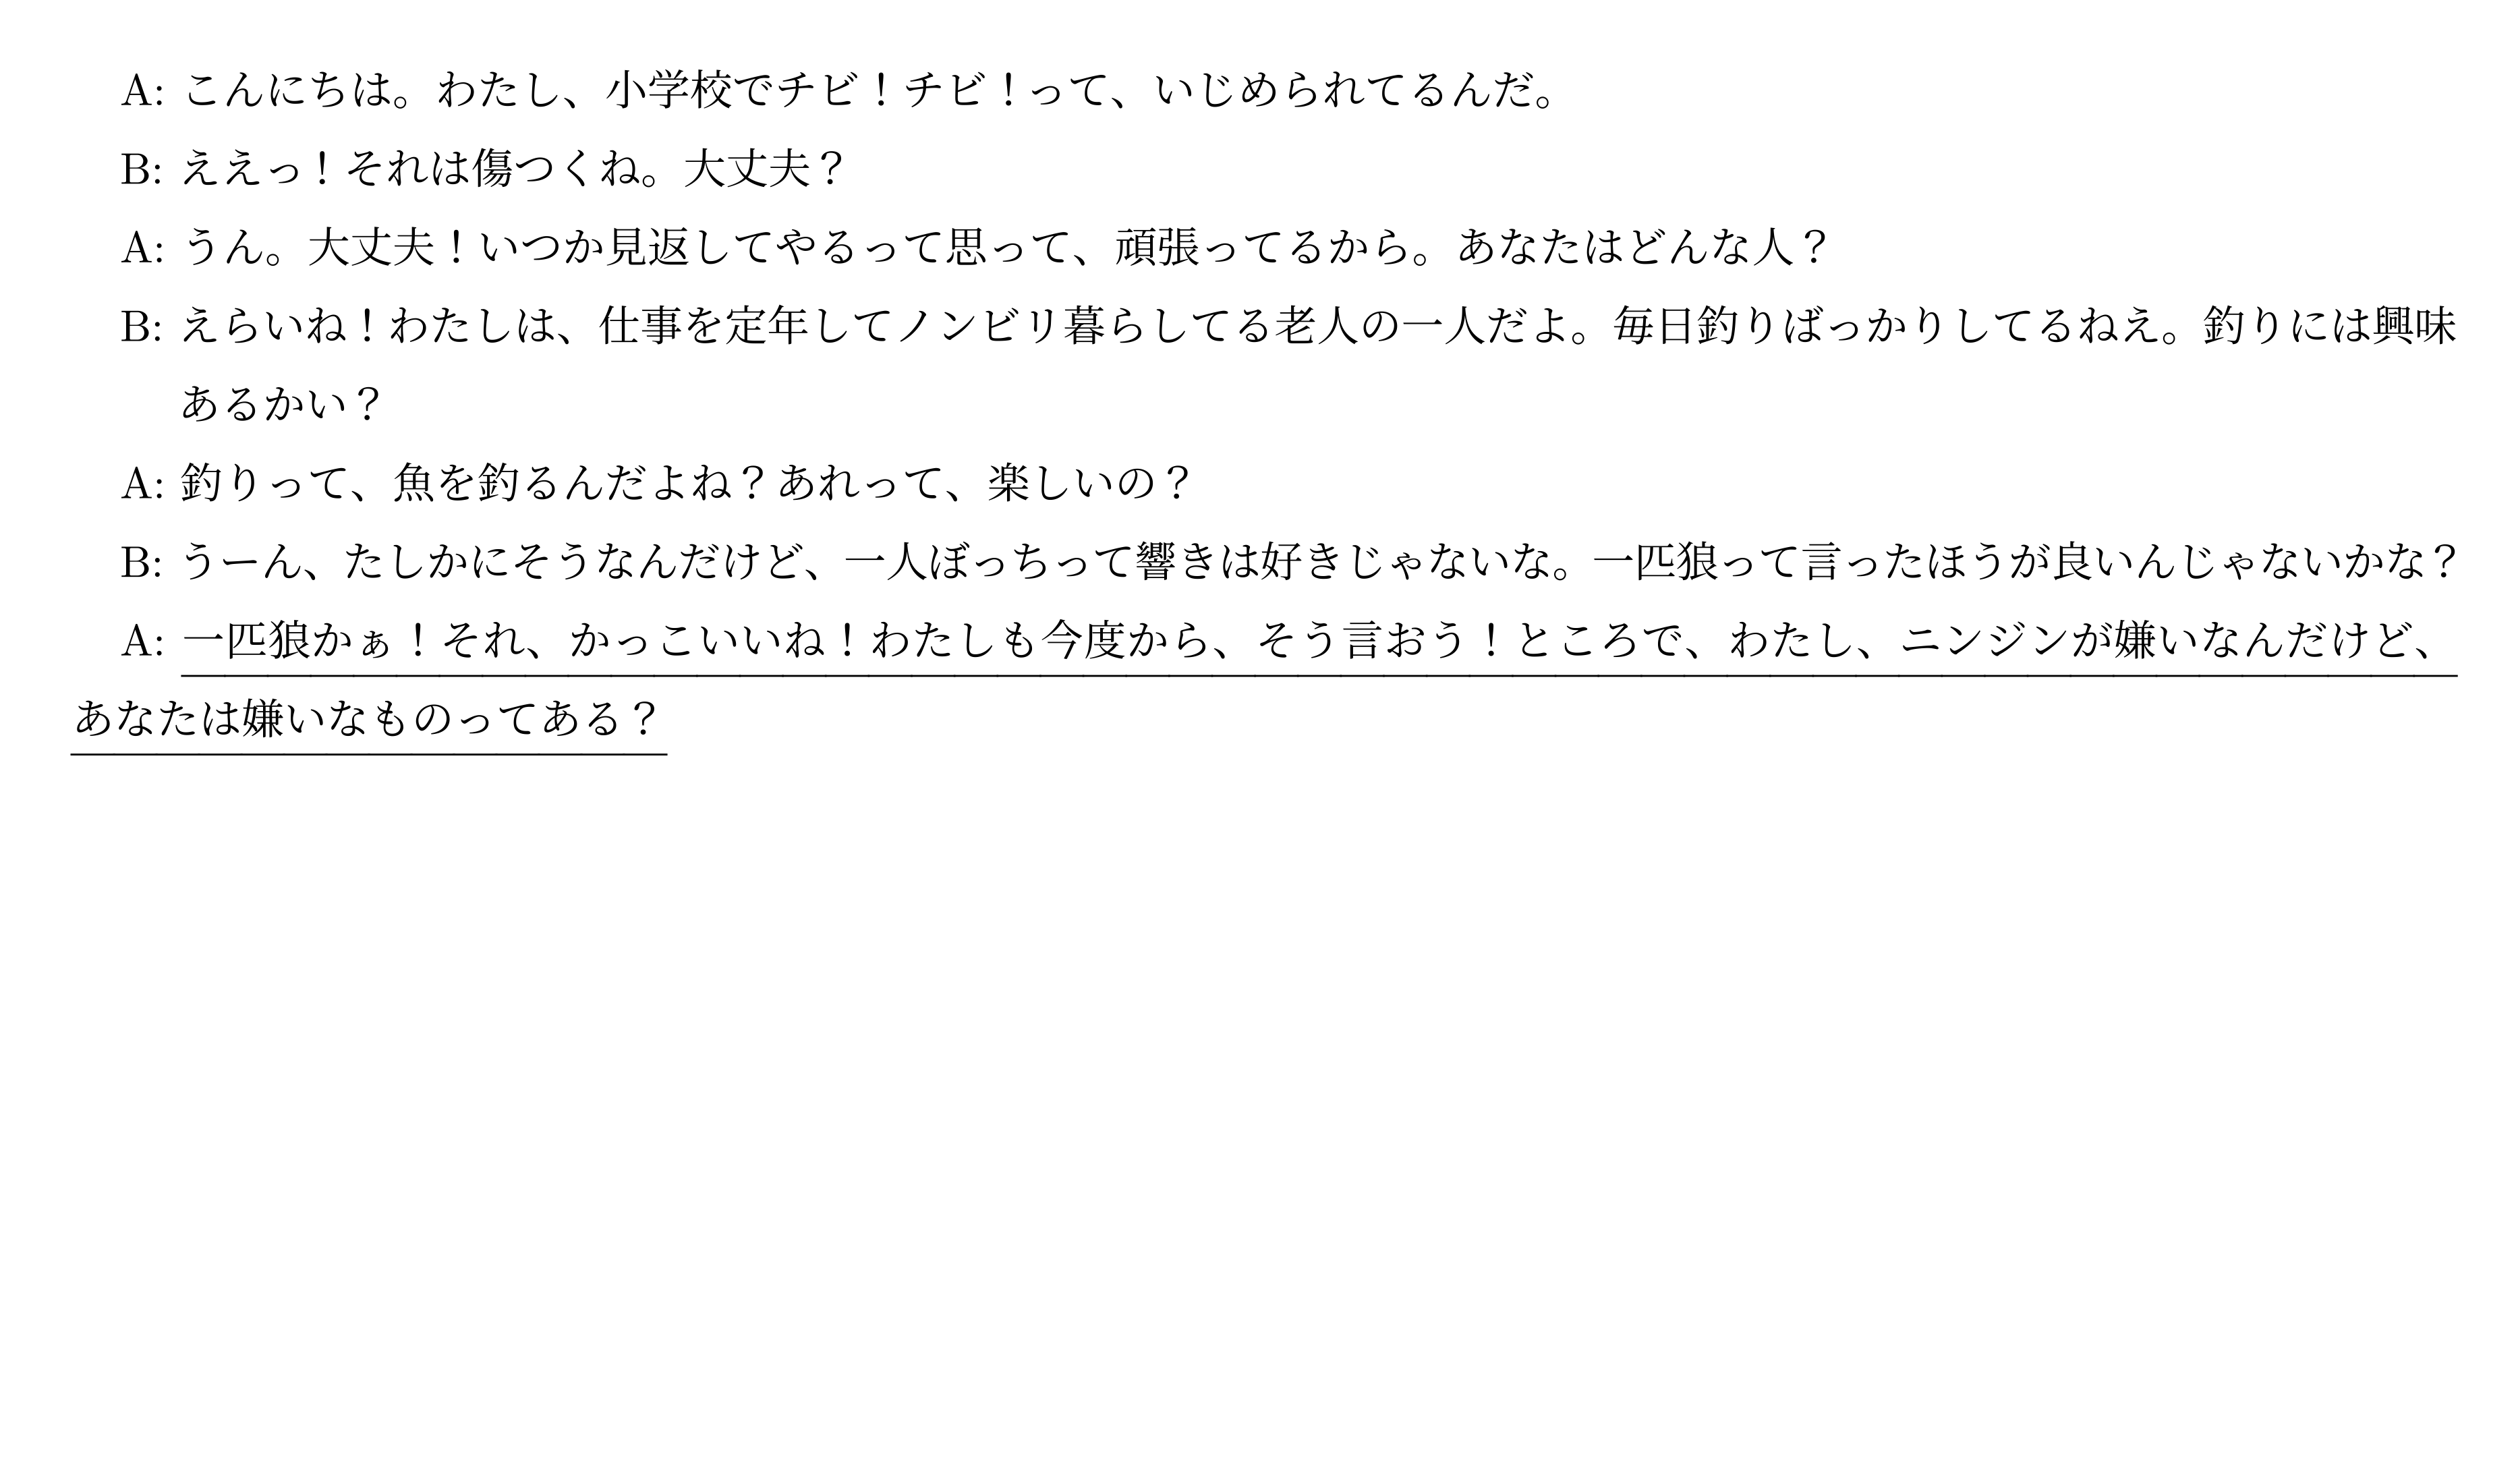 A: こんにちは。わたし、小学校でチビ！チビ！って、いじめられてるんだ。
B: ええっ！それは傷つくね。大丈夫？
A: うん。大丈夫！いつか見返してやるって思って、頑張ってるから。あなたはどんな人？
B: えらいね！わたしは、仕事を定年してノンビリ暮らしてる老人の一人だよ。毎日釣りばっかりしてるねえ。釣りには興味
あるかい？
A: 釣りって、魚を釣るんだよね？あれって、楽しいの？
B: うーん、たしかにそうなんだけど、一人ぼっちって響きは好きじゃないな。一匹狼って言ったほうが良いんじゃないかな？
A: 一匹狼かぁ！それ、かっこいいね！わたしも今度から、そう言おう！ところで、わたし、ニンジンが嫌いなんだけど、
あなたは嫌いなものってある？